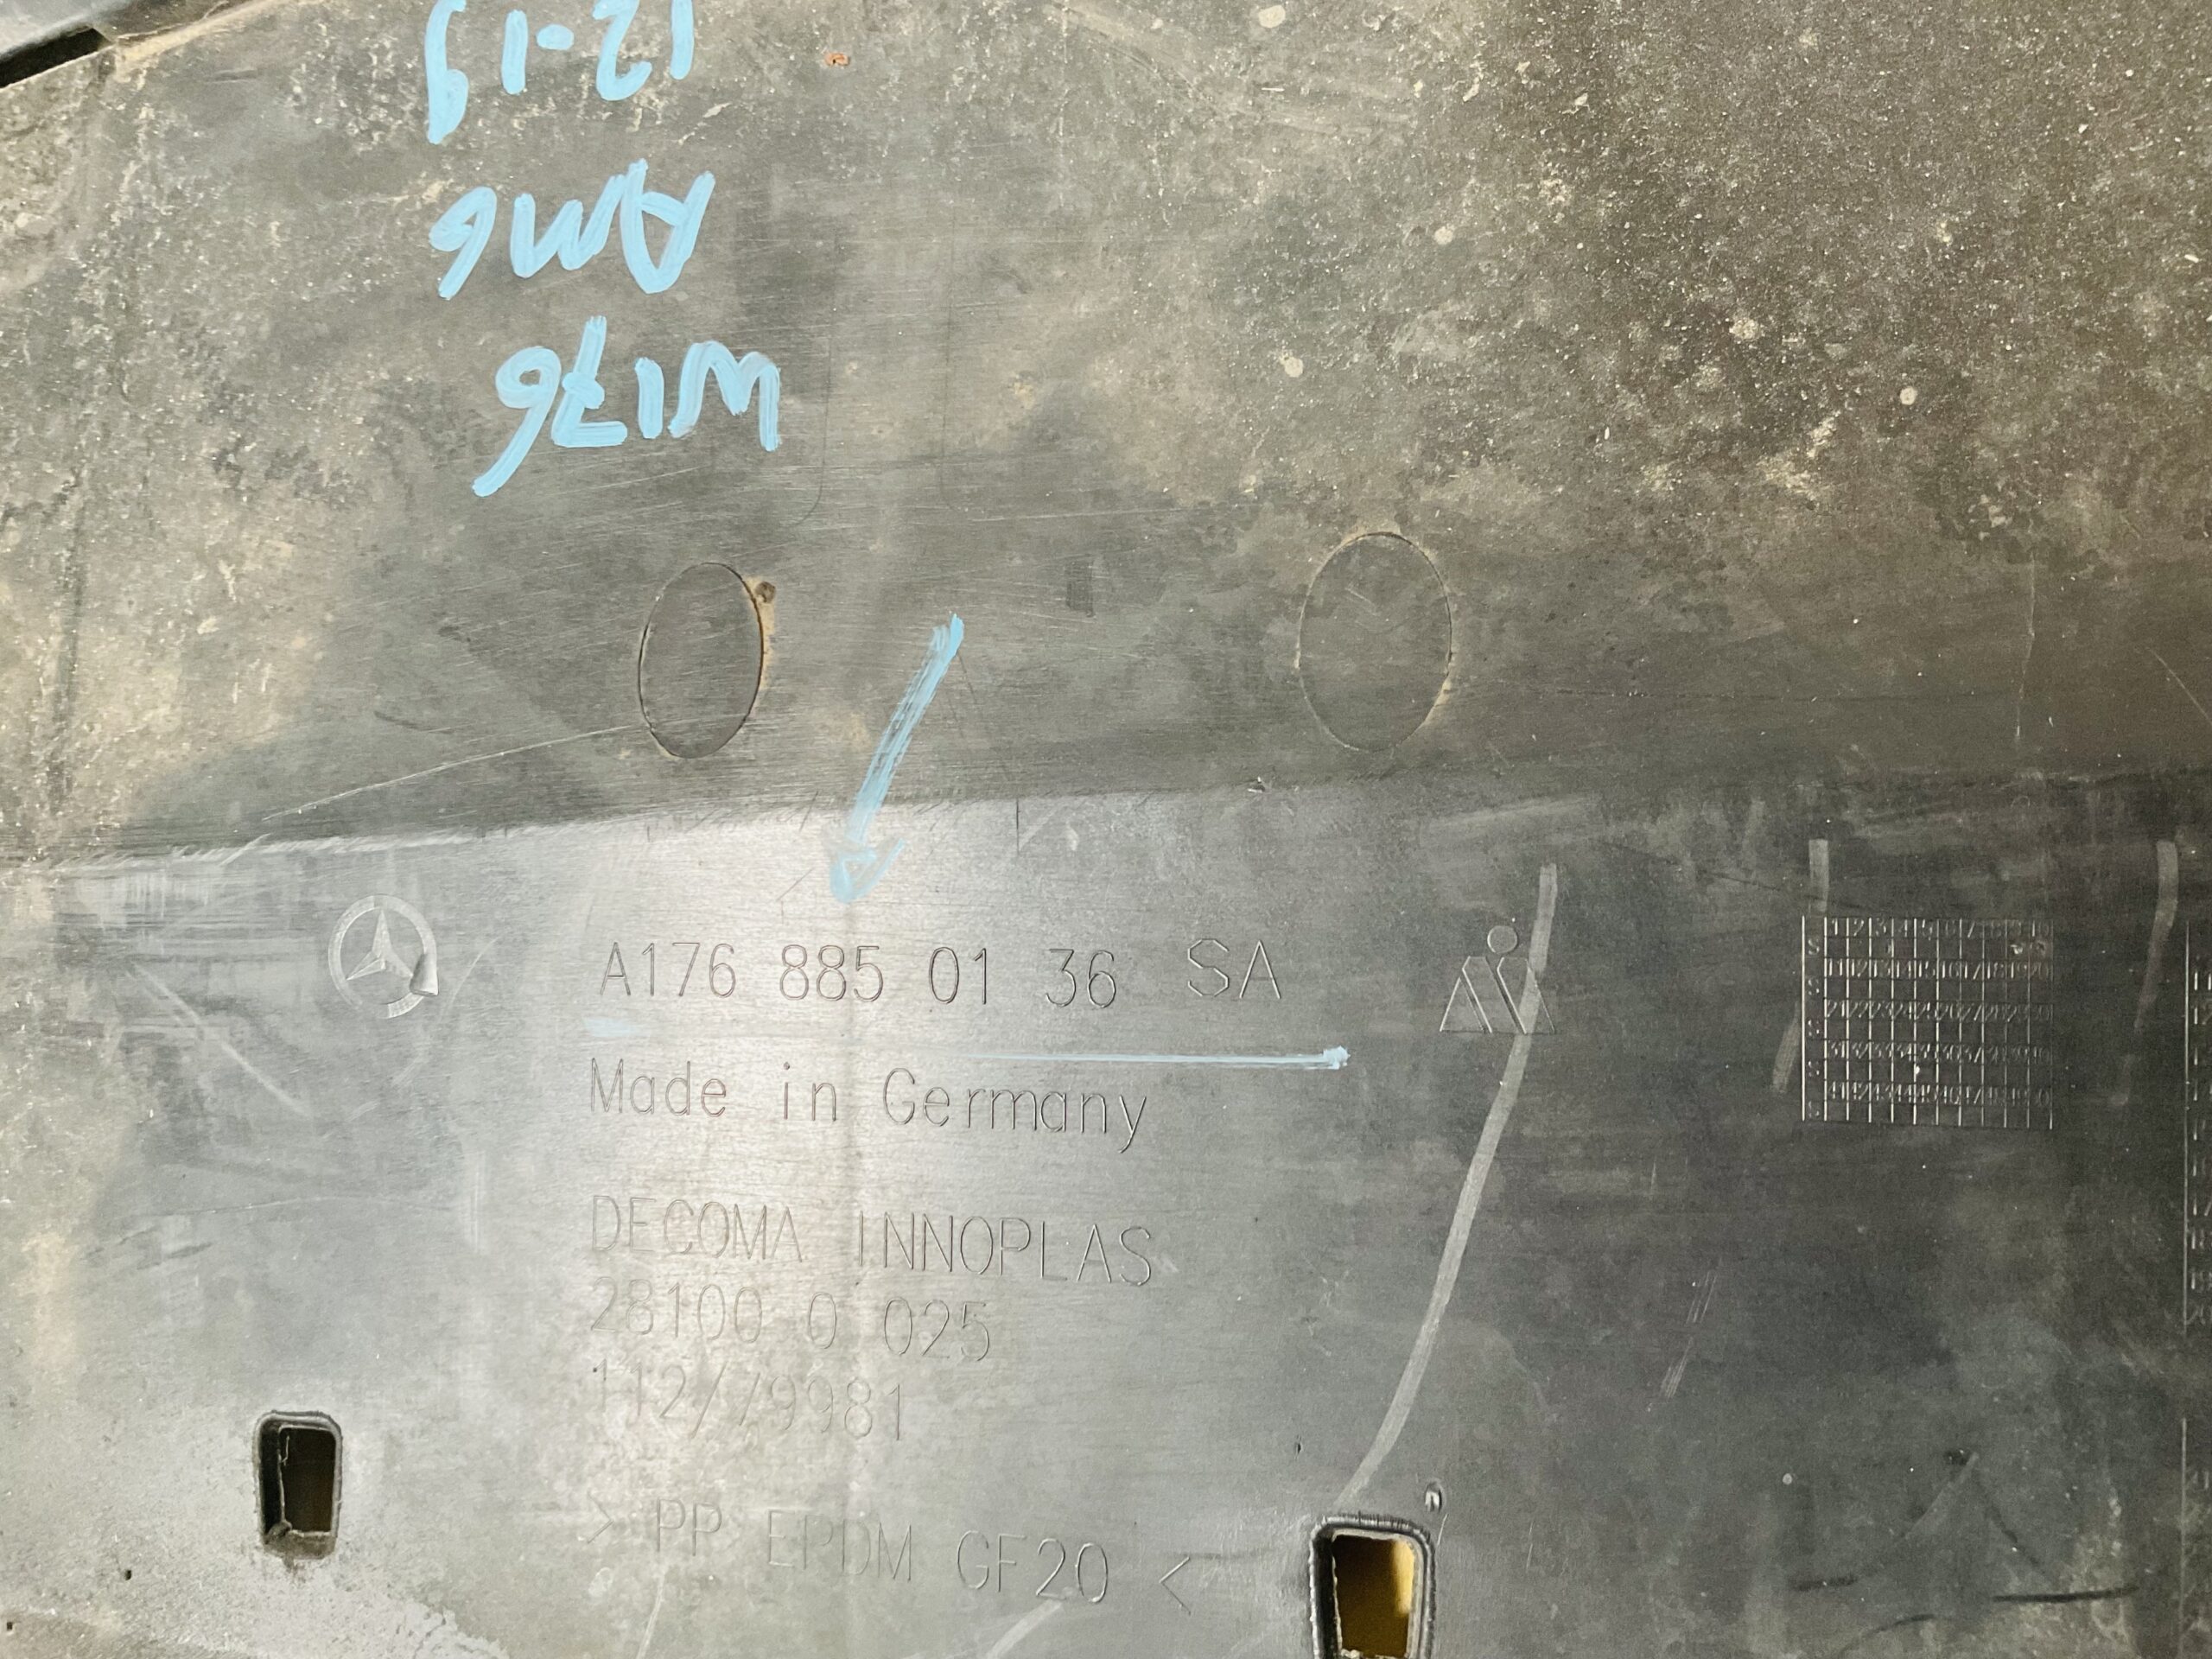 12-19
AMG
W176
A176 885 01 36 SA
Made in Germany
DECOMA INNOPLAS
28100 0 025
112/79981
> PP EPDM GF20 <